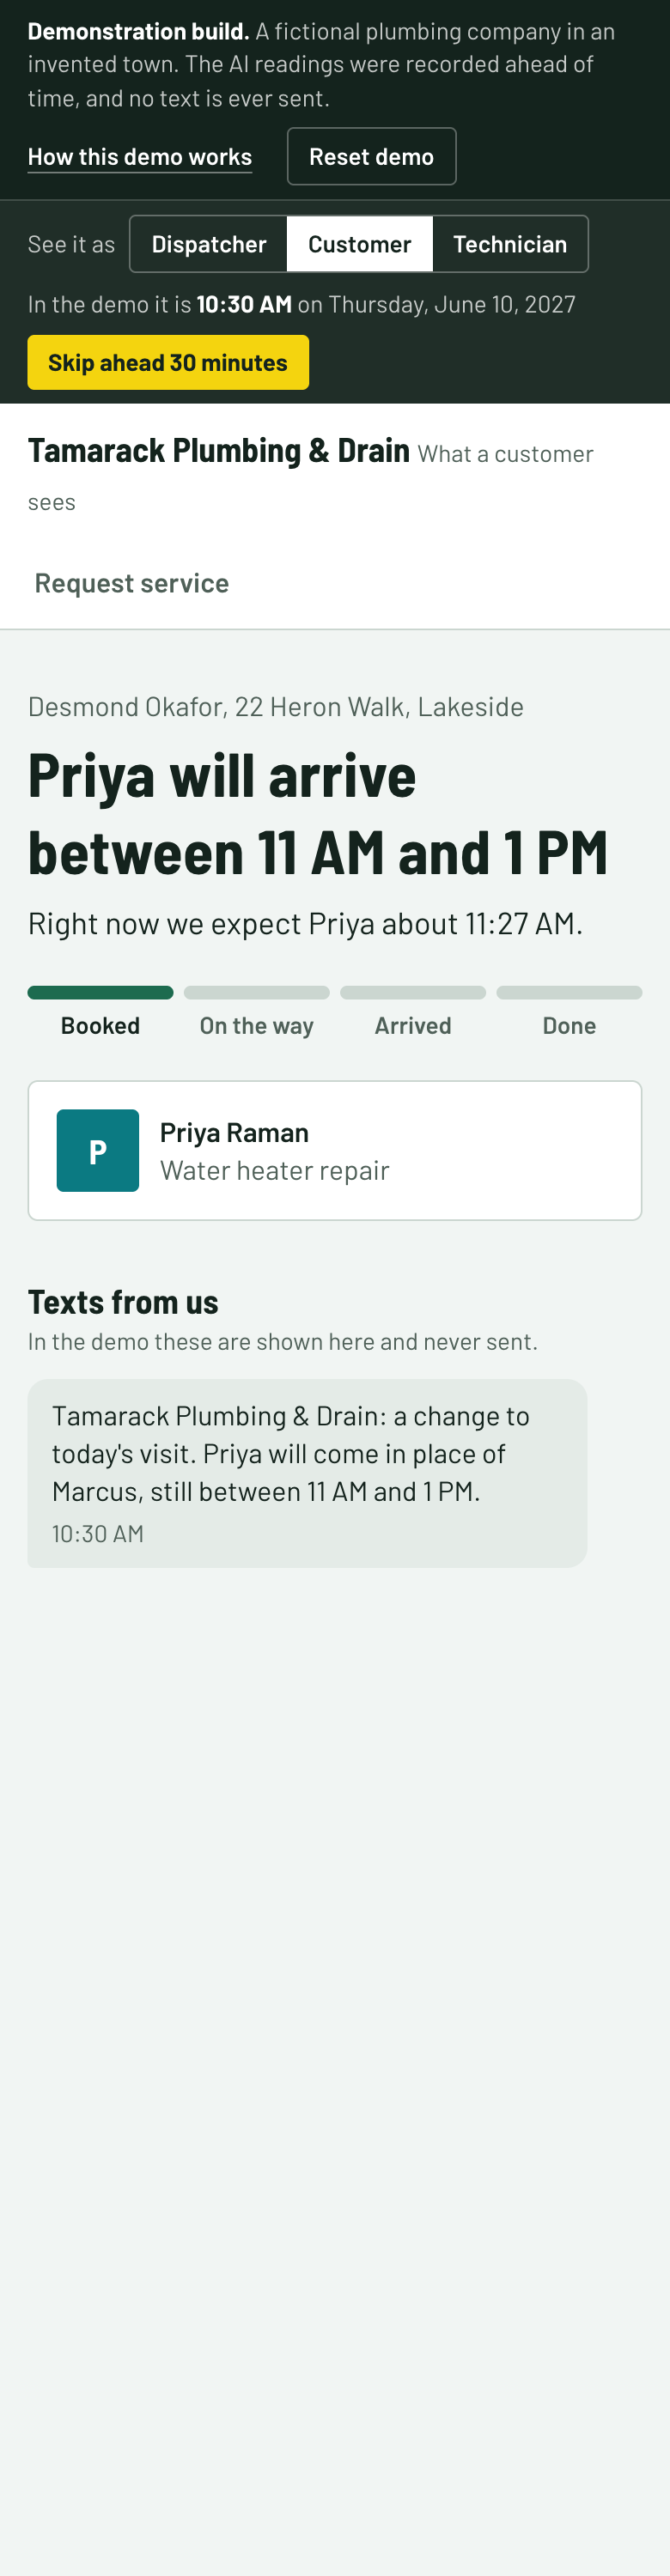 Demonstration build. A fictional plumbing company in an
invented town. The AI readings were recorded ahead of
time, and no text is ever sent.
How this demo works
Reset demo
See it as
Dispatcher
Customer
Technician
In the demo it is 10:30 AM on Thursday, June 10, 2027
Skip ahead 30 minutes
Tamarack Plumbing & Drain What a customer
sees
Request service
Desmond Okafor, 22 Heron Walk, Lakeside
Priya will arrive
between 11 AM and 1 PM
Right now we expect Priya about 11:27 AM.
Booked
On the way
Arrived
Done
P
Priya Raman
Water heater repair
Texts from us
In the demo these are shown here and never sent.
Tamarack Plumbing & Drain: a change to
today's visit. Priya will come in place of
Marcus, still between 11 AM and 1 PM.
10:30 AM